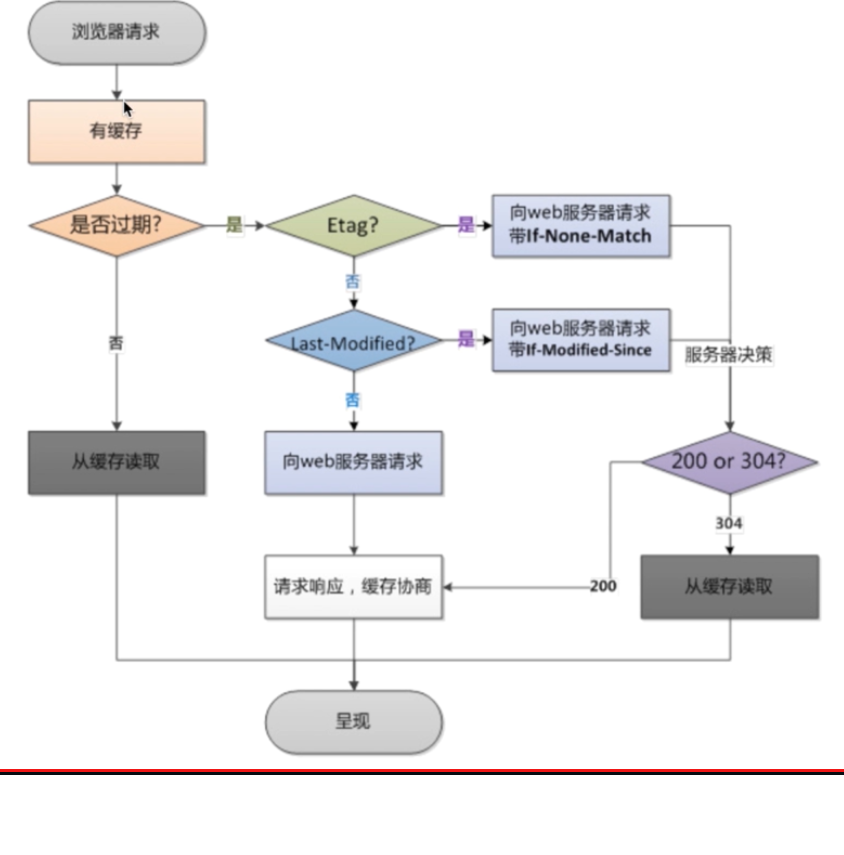 浏览器请求
有缓存
是否过期?
是
Etag?
是
向web服务器请求
带If-None-Match
否
Last-Modified?
是
向web服务器请求
带If-Modified-Since
否
服务器决策
否
从缓存读取
向web服务器请求
200 or 304?
304
请求响应，缓存协商
200
从缓存读取
呈现